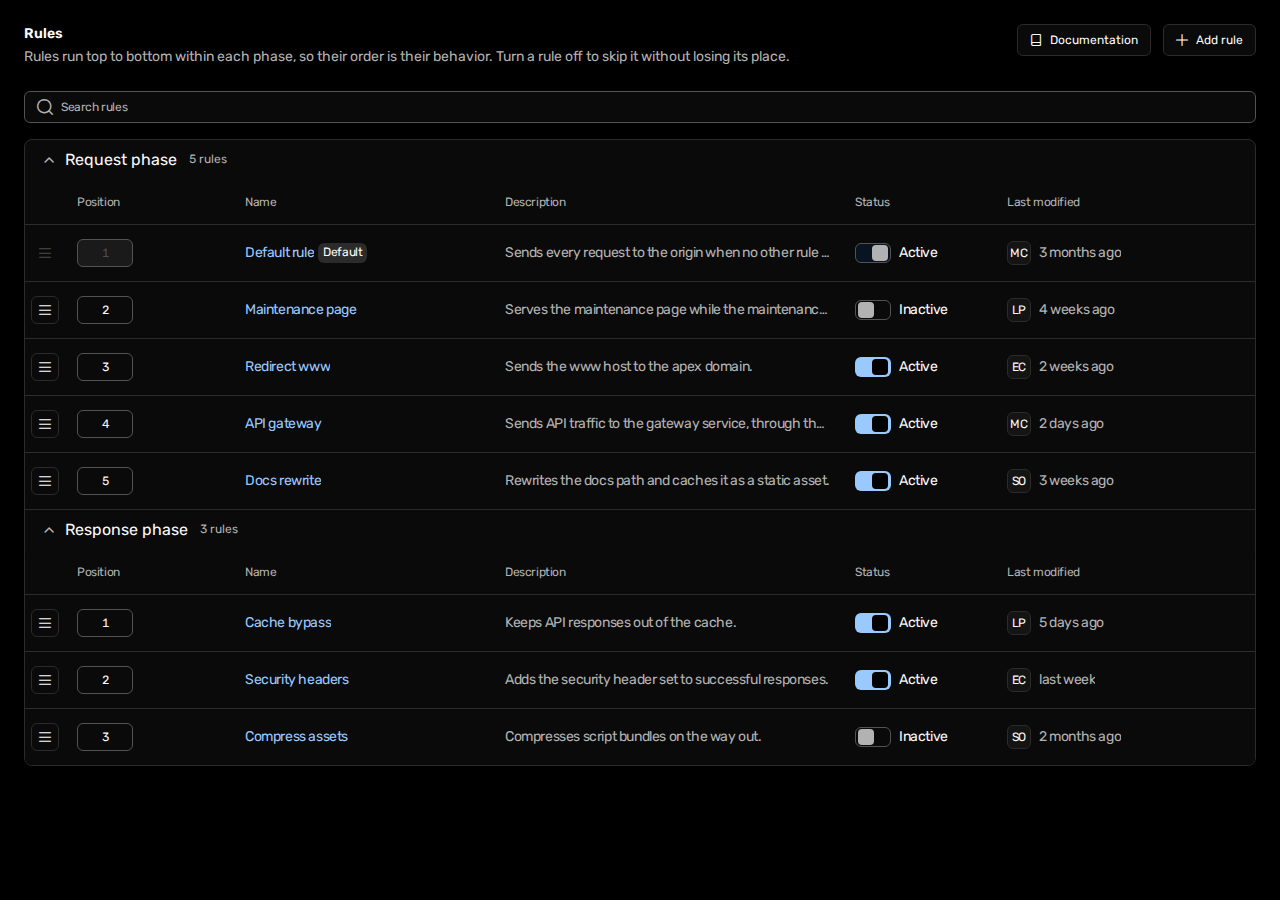 Rules
Rules run top to bottom within each phase, so their order is their behavior. Turn a rule off to skip it without losing its place.
Documentation
Add rule
Search rules
Request phase 5 rules
Position Name Description Status Last modified
1 Default rule Default Sends every request to the origin when no other rule ... Active MC 3 months ago
2 Maintenance page Serves the maintenance page while the maintenanc... Inactive LP 4 weeks ago
3 Redirect www Sends the www host to the apex domain. Active EC 2 weeks ago
4 API gateway Sends API traffic to the gateway service, through th... Active MC 2 days ago
5 Docs rewrite Rewrites the docs path and caches it as a static asset. Active SO 3 weeks ago
Response phase 3 rules
Position Name Description Status Last modified
1 Cache bypass Keeps API responses out of the cache. Active LP 5 days ago
2 Security headers Adds the security header set to successful responses. Active EC last week
3 Compress assets Compresses script bundles on the way out. Inactive SO 2 months ago